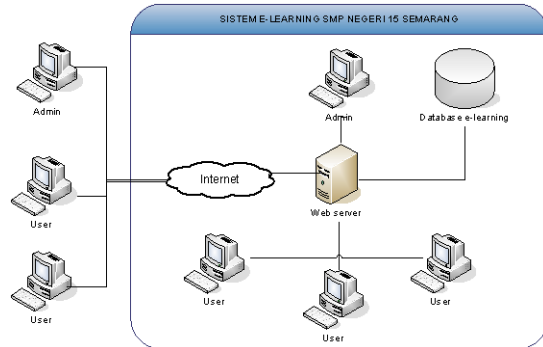 SISTEM E-LEARNING SMP NEGERI 15 SEMARANG
Admin
Admin
Database e-learning
Internet
User
Web server
User
User
User
User